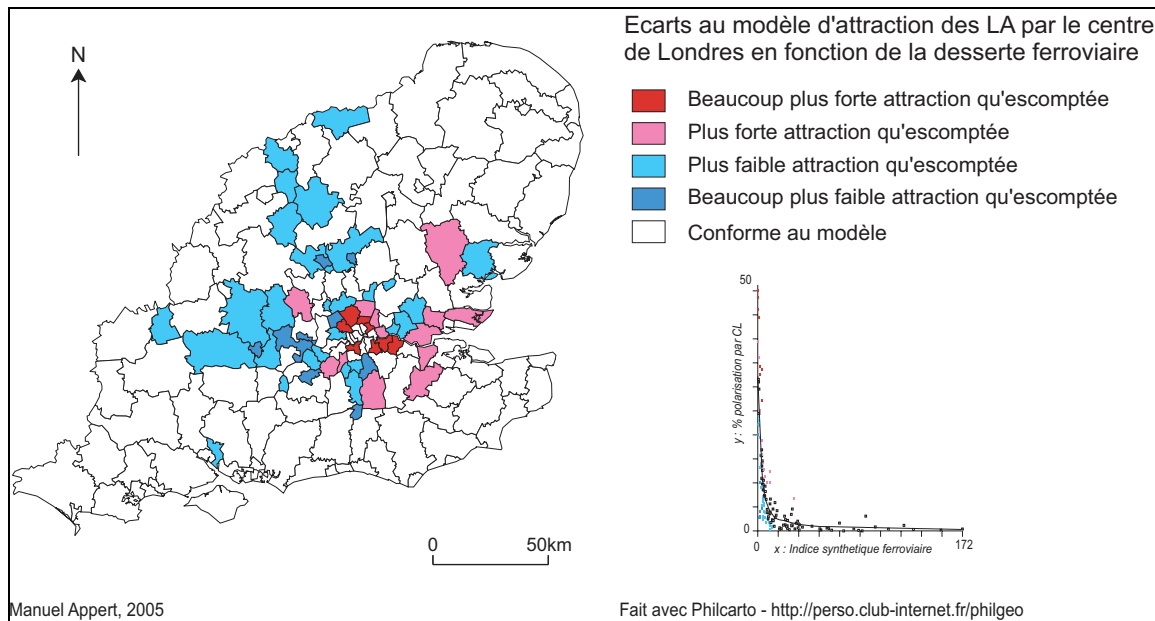 Ecarts au modèle d'attraction des LA par le centre
de Londres en fonction de la desserte ferroviaire
N
Beaucoup plus forte attraction qu'escomptée
Plus forte attraction qu'escomptée
Plus faible attraction qu'escomptée
Beaucoup plus faible attraction qu'escomptée
Conforme au modèle
50
y : % polarisation par CL
0
0
172
x : Indice synthetique ferroviaire
0
50km
Manuel Appert, 2005
Fait avec Philcarto - http://perso.club-internet.fr/philgeo